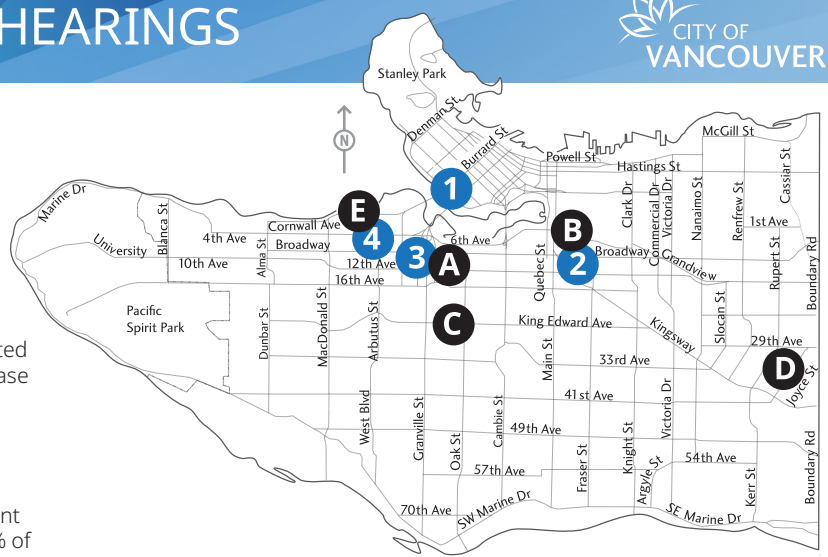 HEARINGS
CITY OF
VANCOUVER
Stanley Park
Denman St
Burrard St
McGill St
Powell St
Hastings St
Marine Dr
Blanca St
University
4th Ave
10th Ave
Alma St
Cornwall Ave
Broadway
12th Ave
16th Ave
6th Ave
1
E
4
3
A
B
2
C
D
Quebec St
Broadway
Clark Dr
Commercial Dr
Victoria Dr
Nanaimo St
Renfrew St
Cassiar St
1st Ave
Grandview
Rupert St
Boundary Rd
Pacific
Spirit Park
Dunbar St
MacDonald St
Arbutus St
King Edward Ave
Main St
Kingsway
Slocan St
29th Ave
33rd Ave
Joyce St
41st Ave
West Blvd
Granville St
Oak St
Cambie St
49th Ave
Fraser St
Knight St
Victoria Dr
Argyle St
54th Ave
57th Ave
Kerr St
Boundary Rd
70th Ave
SW Marine Dr
SE Marine Dr
N
ted
ase
nt
% of